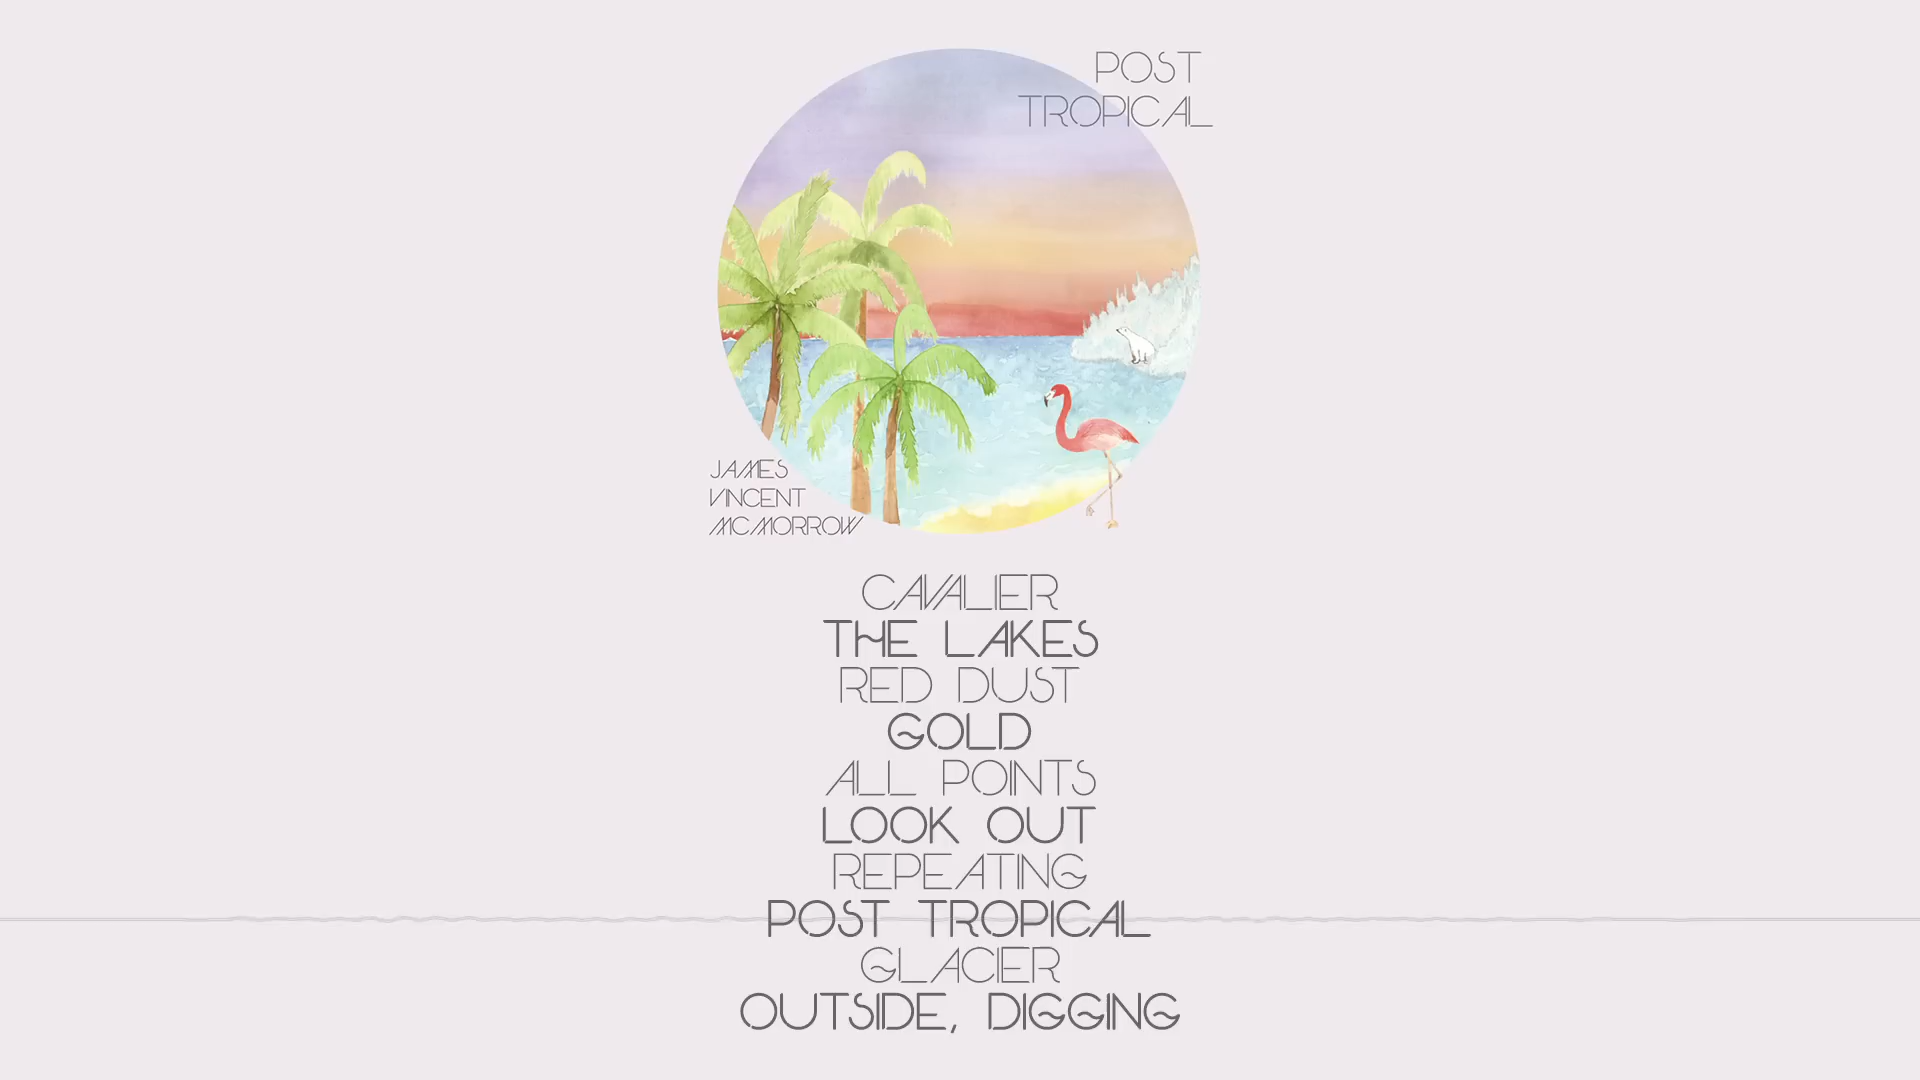 POST
TROPICAL
JAMES
VINCENT
MCMORROW
CAVALIER
THE LAKES
RED DUST
GOLD
ALL POINTS
LOOK OUT
REPEATING
POST TROPICAL
GLACIER
OUTSIDE, DIGGING